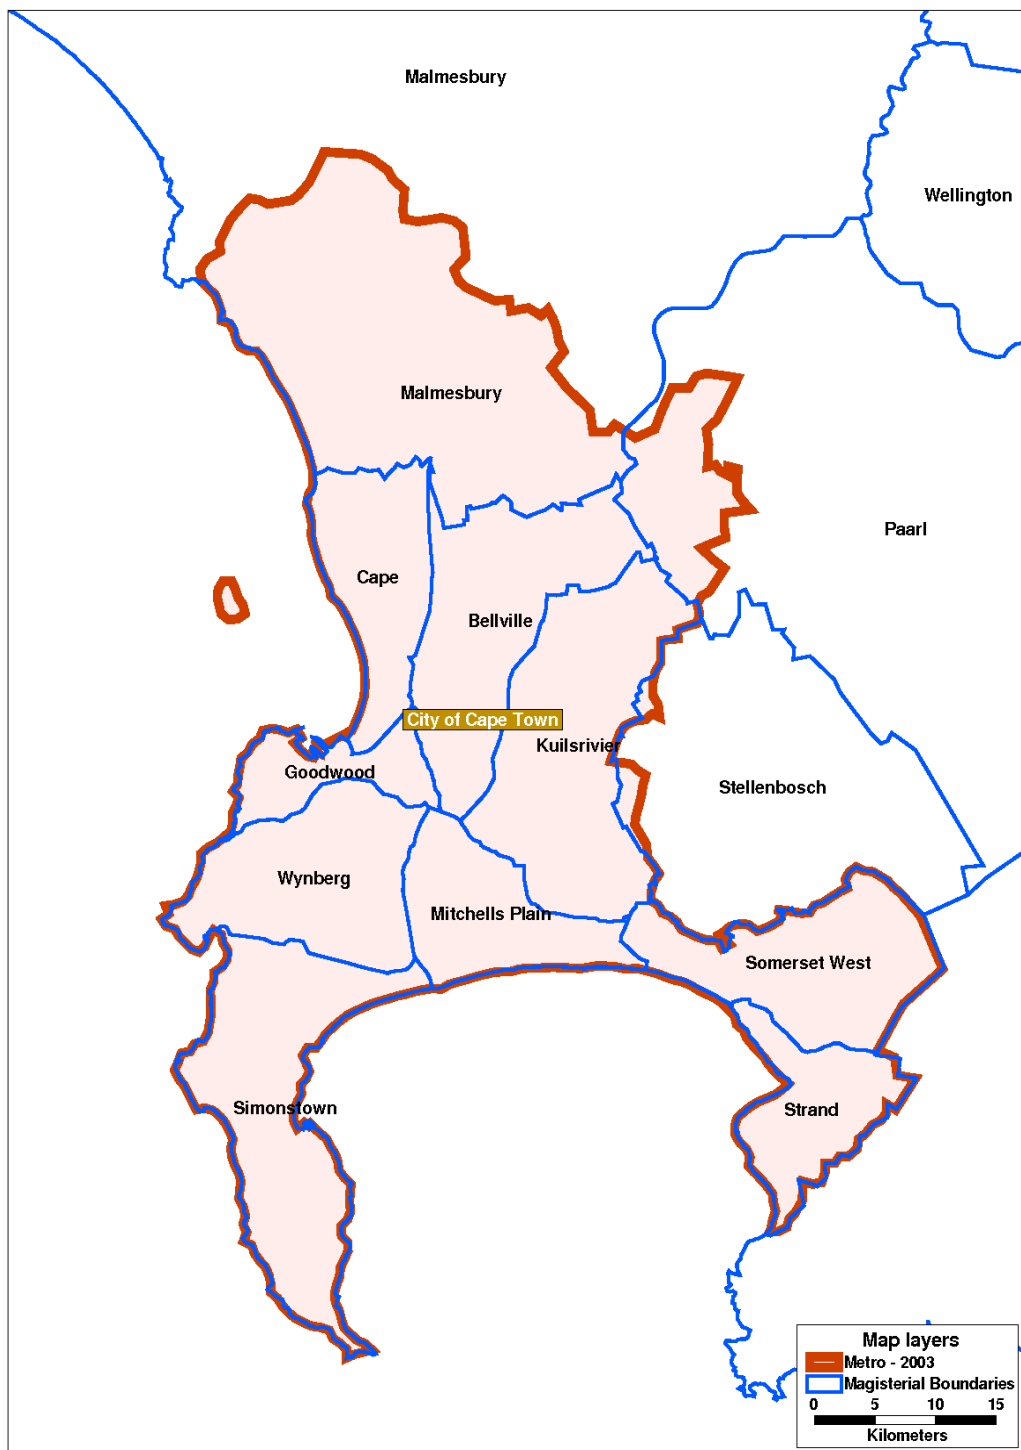 Malmesbury
Wellington
Malmesbury
Paarl
Cape
Bellville
City of Cape Town
Kuilsrivier
Goodwood
Stellenbosch
Wynberg
Mitchells Plain
Somerset West
Simonstown
Strand
Map layers
Metro - 2003
Magisterial Boundaries
0 5 10 15
Kilometers